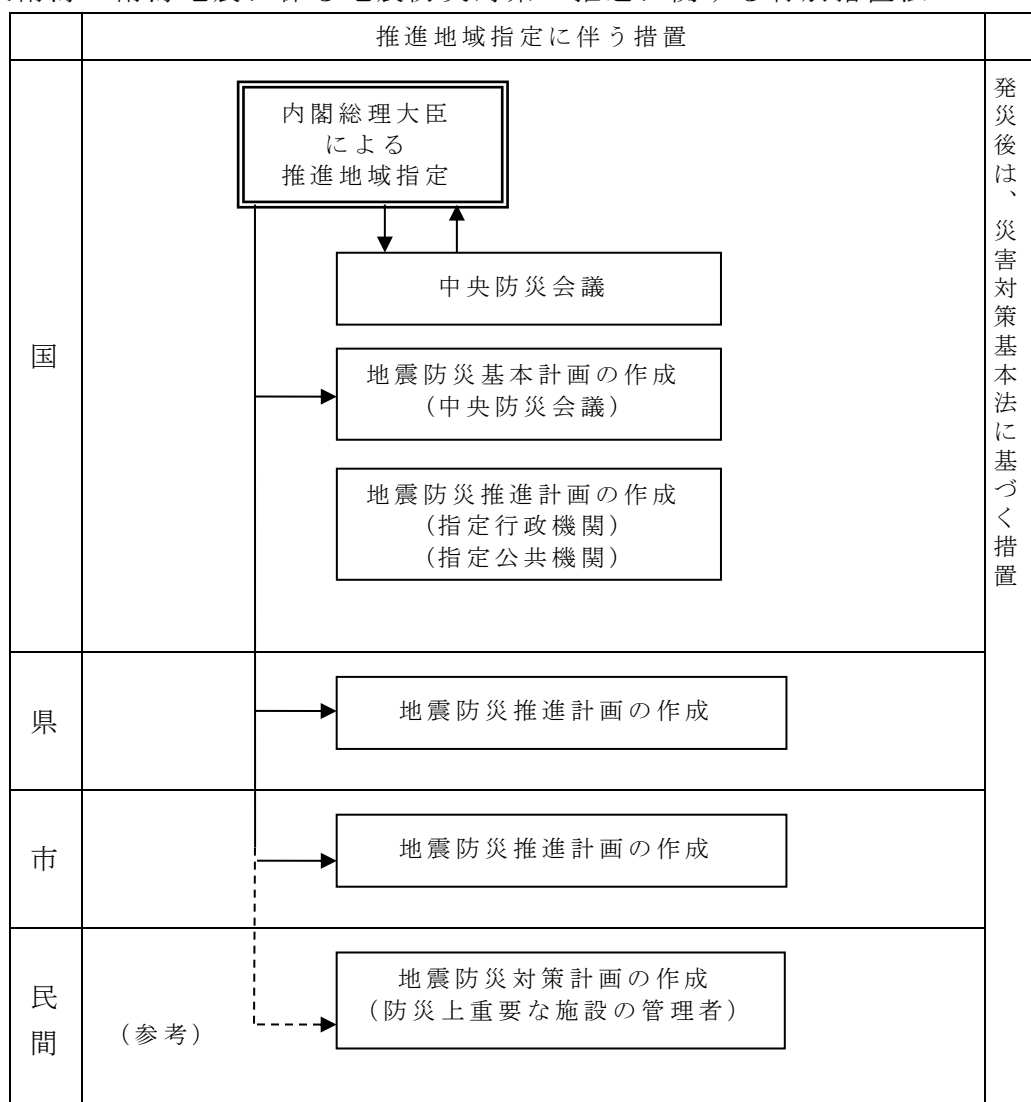 推進地域指定に伴う措置
国
内閣総理大臣
による
推進地域指定
中央防災会議
地震防災基本計画の作成
(中央防災会議)
地震防災推進計画の作成
(指定行政機関)
(指定公共機関)
県
地震防災推進計画の作成
市
地震防災推進計画の作成
民間
(参考)
地震防災対策計画の作成
(防災上重要な施設の管理者)
発災後は、災害対策基本法に基づく措置